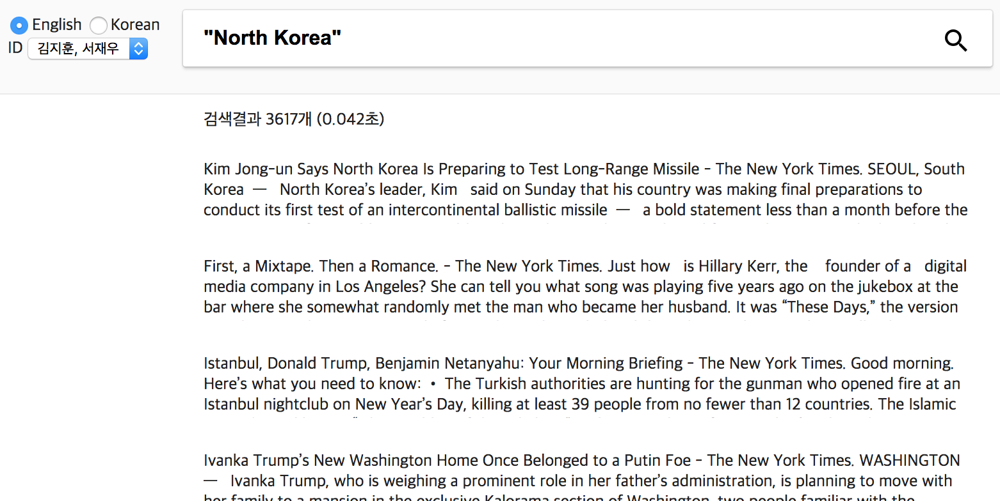 English Korean
ID 김지훈, 서재우
"North Korea"
검색결과 3617개 (0.042초)
Kim Jong-un Says North Korea Is Preparing to Test Long-Range Missile - The New York Times. SEOUL, South
Korea — North Korea’s leader, Kim said on Sunday that his country was making final preparations to
conduct its first test of an intercontinental ballistic missile — a bold statement less than a month before the
First, a Mixtape. Then a Romance. - The New York Times. Just how is Hillary Kerr, the founder of a digital
media company in Los Angeles? She can tell you what song was playing five years ago on the jukebox at the
bar where she somewhat randomly met the man who became her husband. It was “These Days,” the version
Istanbul, Donald Trump, Benjamin Netanyahu: Your Morning Briefing - The New York Times. Good morning.
Here’s what you need to know: • The Turkish authorities are hunting for the gunman who opened fire at an
Istanbul nightclub on New Year’s Day, killing at least 39 people from no fewer than 12 countries. The Islamic
Ivanka Trump’s New Washington Home Once Belonged to a Putin Foe - The New York Times. WASHINGTON
— Ivanka Trump, who is weighing a prominent role in her father’s administration, is planning to move with
her family to a mansion in the exclusive Kalorama section of Washington, two people familiar with the